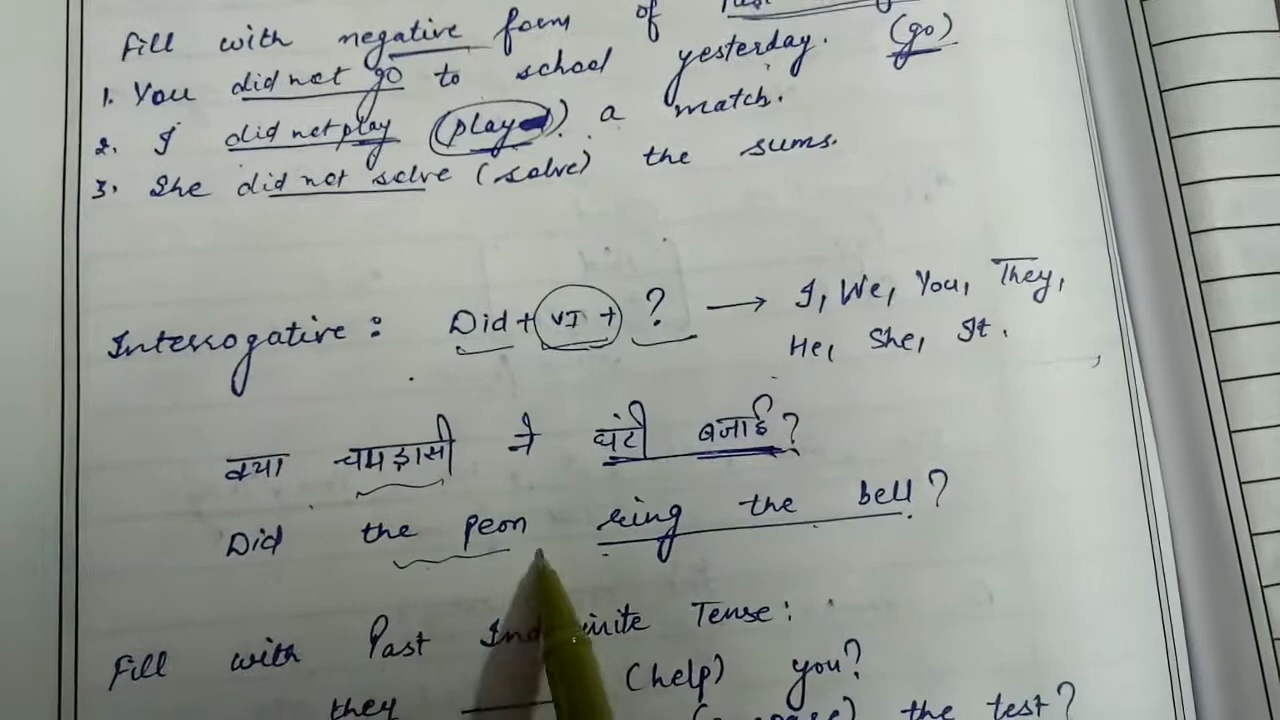 Fill with negative form of
1. You did not go to school yesterday. (go)
2. I did not play (play). a match.
3. She did not solve (solve) the sums.
Interrogative : Did + VI + ? → I, We, You, They,
He, She, It.
क्या चपड़ासी ने घंटी बजाई?
Did the peon ring the bell?
Fill with Past Tense:
they ____ (help) you?
the test?